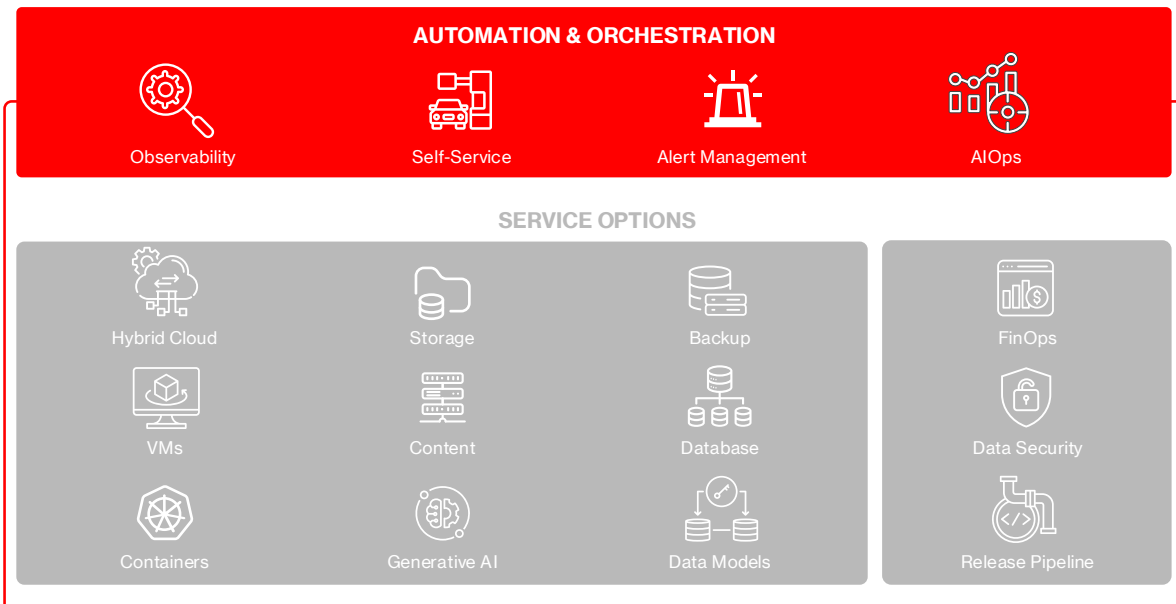 AUTOMATION & ORCHESTRATION
Observability
Self-Service
Alert Management
AIOps
SERVICE OPTIONS
Hybrid Cloud
Storage
Backup
FinOps
VMs
Content
Database
Data Security
Containers
Generative AI
Data Models
Release Pipeline